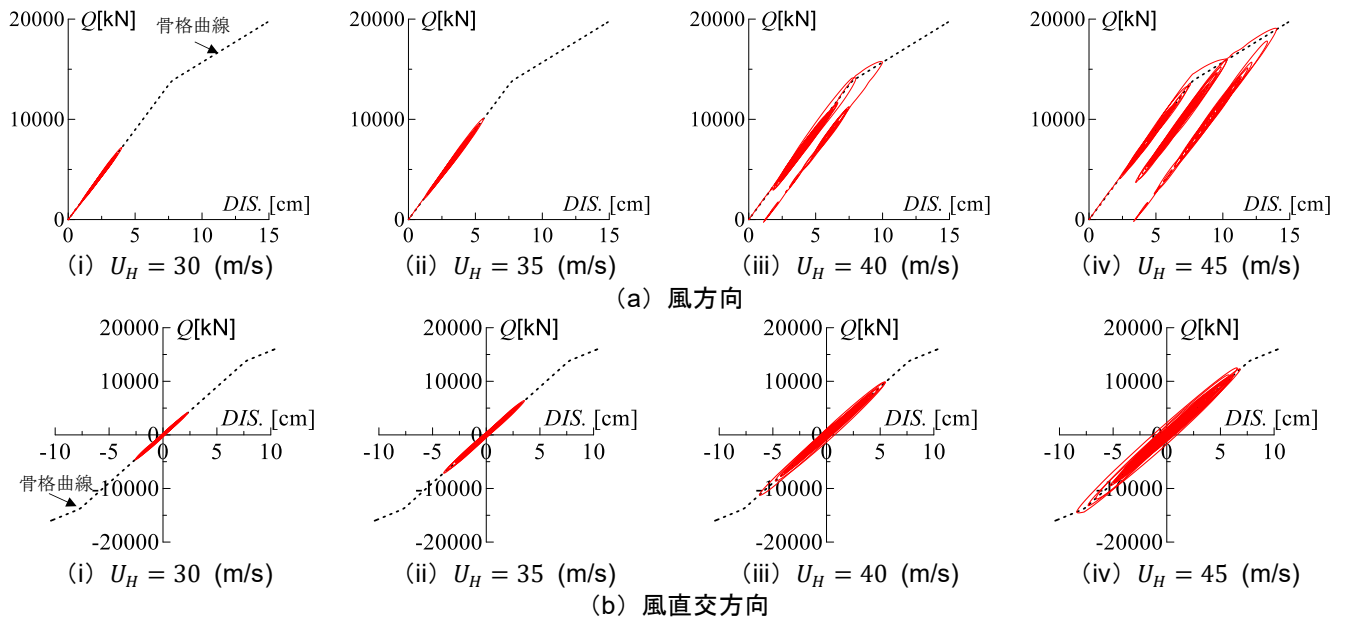 20000
Q[kN]
骨格曲線
10000
DIS. [cm]
0
0 5 10 15
(i) U_H = 30 (m/s)
20000
Q[kN]
10000
DIS. [cm]
0
0 5 10 15
(ii) U_H = 35 (m/s)
20000
Q[kN]
10000
DIS. [cm]
0
0 5 10 15
(iii) U_H = 40 (m/s)
20000
Q[kN]
10000
DIS. [cm]
0
0 5 10 15
(iv) U_H = 45 (m/s)
(a) 風方向
20000
Q[kN]
10000
DIS. [cm]
0
-10 -5 0 5 10
骨格曲線
-10000
-20000
(i) U_H = 30 (m/s)
20000
Q[kN]
10000
DIS. [cm]
0
-10 -5 0 5 10
-10000
-20000
(ii) U_H = 35 (m/s)
20000
Q[kN]
10000
DIS. [cm]
0
-10 -5 0 5 10
-10000
-20000
(iii) U_H = 40 (m/s)
20000
Q[kN]
10000
DIS. [cm]
0
-10 -5 0 5 10
-10000
-20000
(iv) U_H = 45 (m/s)
(b) 風直交方向